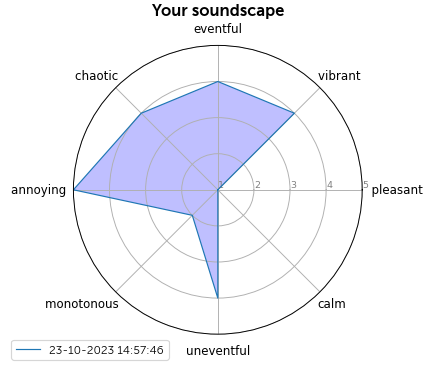 Your soundscape
eventful
chaotic
vibrant
annoying
1
2
3
4
5
pleasant
monotonous
calm
uneventful
23-10-2023 14:57:46